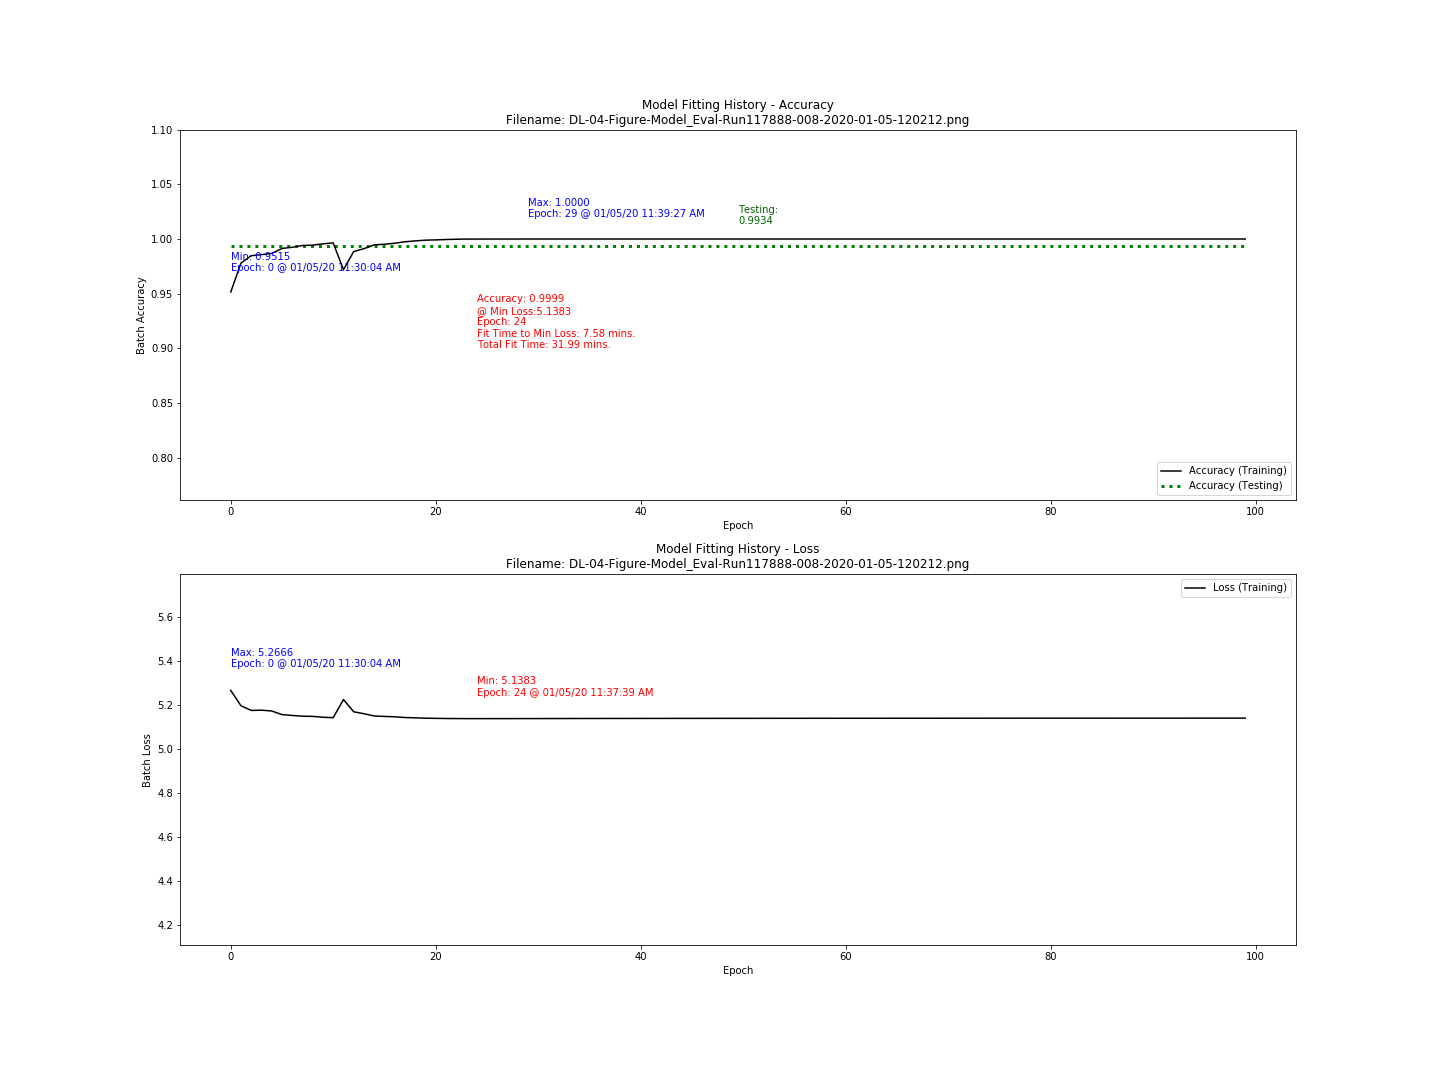 Model Fitting History - Accuracy
Filename: DL-04-Figure-Model_Eval-Run117888-008-2020-01-05-120212.png
1.10
1.05
1.00
0.95
0.90
0.85
0.80
Batch Accuracy
Max: 1.0000
Epoch: 29 @ 01/05/20 11:39:27 AM
Testing:
0.9934
Min: 0.9515
Epoch: 0 @ 01/05/20 11:30:04 AM
Accuracy: 0.9999
@ Min Loss:5.1383
Epoch: 24
Fit Time to Min Loss: 7.58 mins.
Total Fit Time: 31.99 mins.
Accuracy (Training)
Accuracy (Testing)
0 20 40 60 80 100
Epoch
Model Fitting History - Loss
Filename: DL-04-Figure-Model_Eval-Run117888-008-2020-01-05-120212.png
Loss (Training)
5.6
5.4
5.2
5.0
4.8
4.6
4.4
4.2
Batch Loss
Max: 5.2666
Epoch: 0 @ 01/05/20 11:30:04 AM
Min: 5.1383
Epoch: 24 @ 01/05/20 11:37:39 AM
0 20 40 60 80 100
Epoch